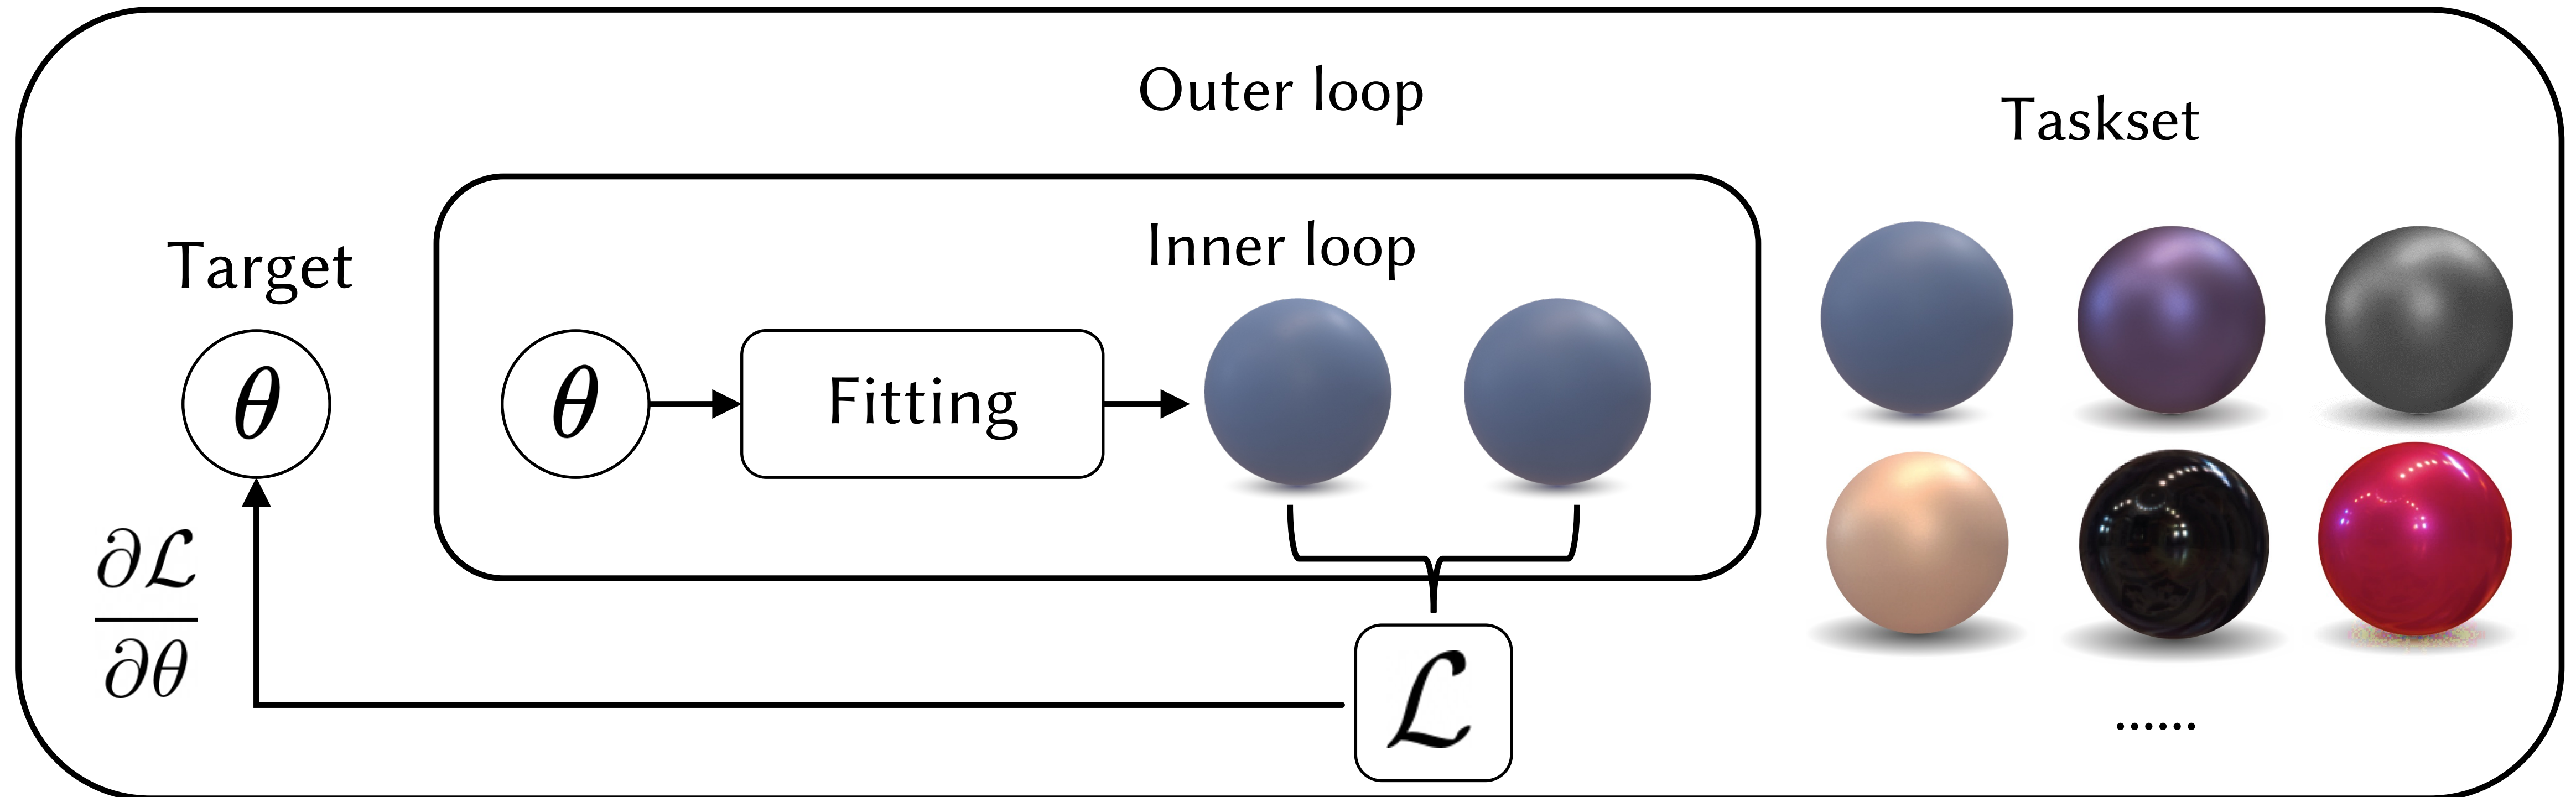 Outer loop
Taskset
Inner loop
Target
θ
θ
Fitting
∂ℒ
∂θ
ℒ
......